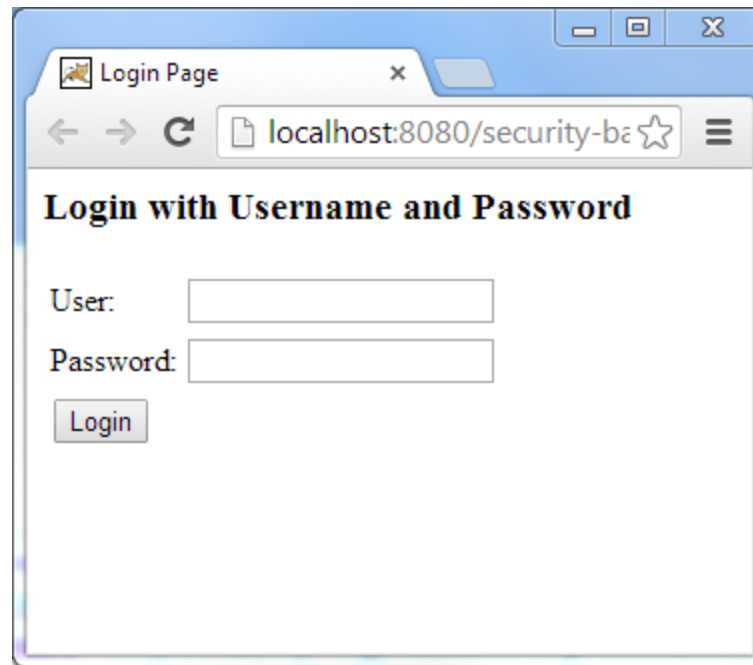 Login Page
localhost:8080/security-ba
Login with Username and Password
User:
Password:
Login